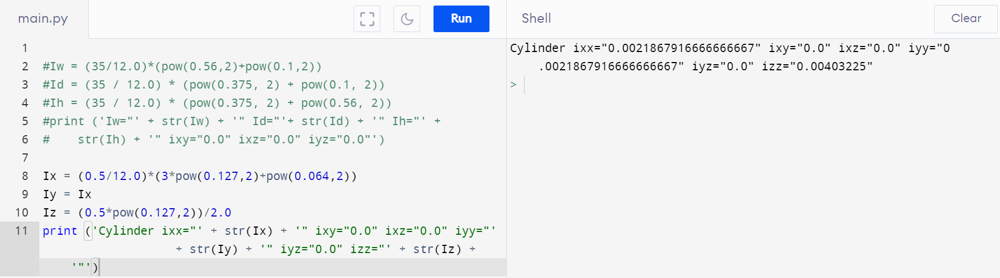 main.py
Run
Shell
Clear
1
2 #Iw = (35/12.0)*(pow(0.56,2)+pow(0.1,2))
3 #Id = (35 / 12.0) * (pow(0.375, 2) + pow(0.1, 2))
4 #Ih = (35 / 12.0) * (pow(0.375, 2) + pow(0.56, 2))
5 #print ('Iw="' + str(Iw) + '" Id="'+ str(Id) + '" Ih="' +
6 #    str(Ih) + '" ixy="0.0" ixz="0.0" iyz="0.0"')
7
8 Ix = (0.5/12.0)*(3*pow(0.127,2)+pow(0.064,2))
9 Iy = Ix
10 Iz = (0.5*pow(0.127,2))/2.0
11 print ('Cylinder ixx="' + str(Ix) + '" ixy="0.0" ixz="0.0" iyy="'
+ str(Iy) + '" iyz="0.0" izz="' + str(Iz) +
'"')
Cylinder ixx="0.0021867916666666667" ixy="0.0" ixz="0.0" iyy="0
.0021867916666666667" iyz="0.0" izz="0.00403225"
>